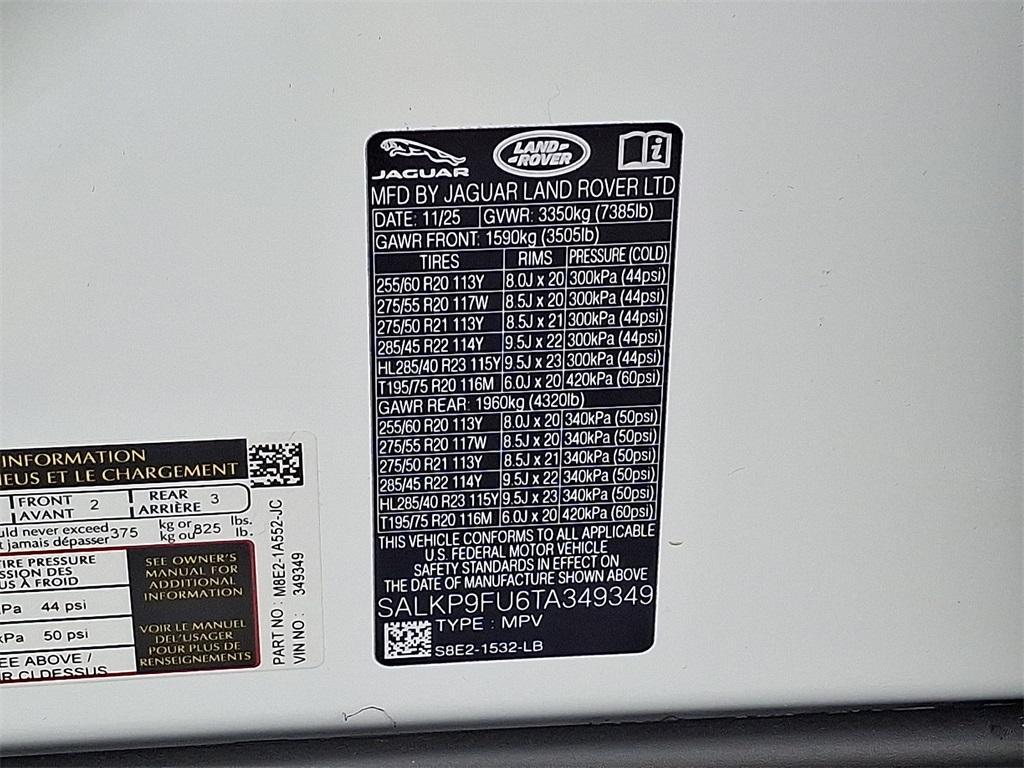 JAGUAR
LAND-
-ROVER
MFD BY JAGUAR LAND ROVER LTD
DATE: 11/25 GVWR: 3350kg (7385lb)
GAWR FRONT: 1590kg (3505lb)
TIRES RIMS PRESSURE (COLD)
255/60 R20 113Y 8.0J x 20 300kPa (44psi)
275/55 R20 117W 8.5J x 20 300kPa (44psi)
275/50 R21 113Y 8.5J x 21 300kPa (44psi)
285/45 R22 114Y 9.5J x 22 300kPa (44psi)
HL285/40 R23 115Y 9.5J x 23 300kPa (44psi)
T195/75 R20 116M 6.0J x 20 420kPa (60psi)
GAWR REAR: 1960kg (4320lb)
255/60 R20 113Y 8.0J x 20 340kPa (50psi)
275/55 R20 117W 8.5J x 20 340kPa (50psi)
275/50 R21 113Y 8.5J x 21 340kPa (50psi)
285/45 R22 114Y 9.5J x 22 340kPa (50psi)
HL285/40 R23 115Y 9.5J x 23 340kPa (50psi)
T195/75 R20 116M 6.0J x 20 420kPa (60psi)
THIS VEHICLE CONFORMS TO ALL APPLICABLE
U.S. FEDERAL MOTOR VEHICLE
SAFETY STANDARDS IN EFFECT ON
THE DATE OF MANUFACTURE SHOWN ABOVE
SALKP9FU6TA349349
TYPE : MPV
S8E2-1532-LB
INFORMATION
NEUS ET LE CHARGEMENT
FRONT
AVANT 2
REAR
ARRIÈRE 3
uld never exceed 375 kg or 825 lbs.
t jamais dépasser kg ou lb.
TIRE PRESSURE
SSION DES
US À FROID
Pa 44 psi
kPa 50 psi
EE ABOVE /
R CI DESSUS
SEE OWNER'S
MANUAL FOR
ADDITIONAL
INFORMATION
VOIR LE MANUEL
DEL'USAGER
POUR PLUS DE
RENSEIGNEMENTS
PART NO : M8E2-1A552-JC
VIN NO : 349349